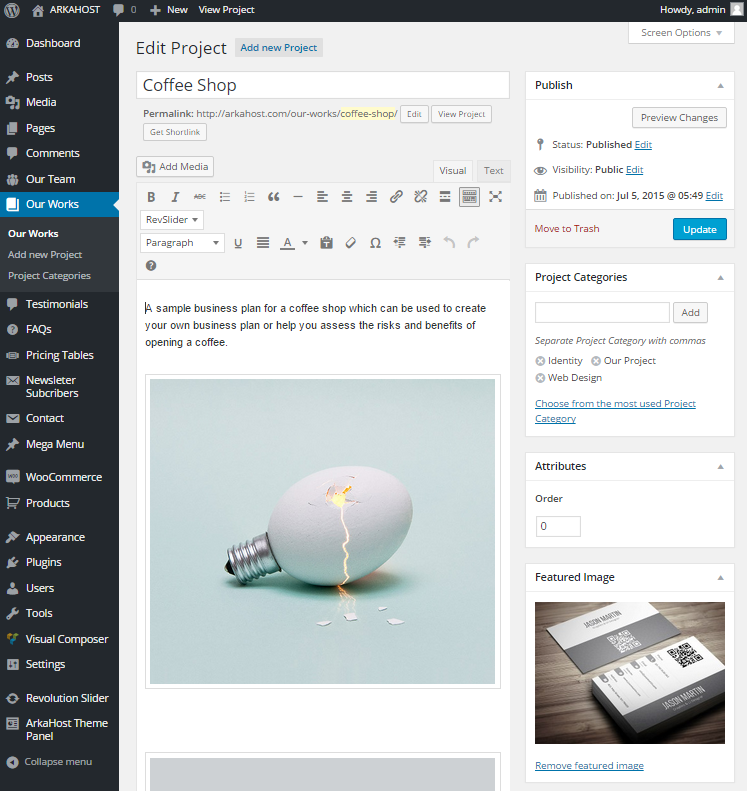 ARKAHOST 0 New View Project Howdy, admin
Screen Options
Dashboard
Posts
Media
Pages
Comments
Our Team
Our Works
Our Works
Add new Project
Project Categories
Testimonials
FAQs
Pricing Tables
Newsleter
Subcribers
Contact
Mega Menu
WooCommerce
Products
Appearance
Plugins
Users
Tools
Visual Composer
Settings
Revolution Slider
ArkaHost Theme
Panel
Collapse menu
Edit Project Add new Project
Coffee Shop
Permalink: http://arkahost.com/our-works/coffee-shop/ Edit View Project
Get Shortlink
Add Media
Visual Text
B I ABC
RevSlider
Paragraph U A Ω
A sample business plan for a coffee shop which can be used to create
your own business plan or help you assess the risks and benefits of
opening a coffee.
Publish
Preview Changes
Status: Published Edit
Visibility: Public Edit
Published on: Jul 5, 2015 @ 05:49 Edit
Move to Trash Update
Project Categories
Add
Separate Project Category with commas
Identity Our Project
Web Design
Choose from the most used Project
Category
Attributes
Order
0
Featured Image
JASON MARTIN
JASON MARTIN
Remove featured image